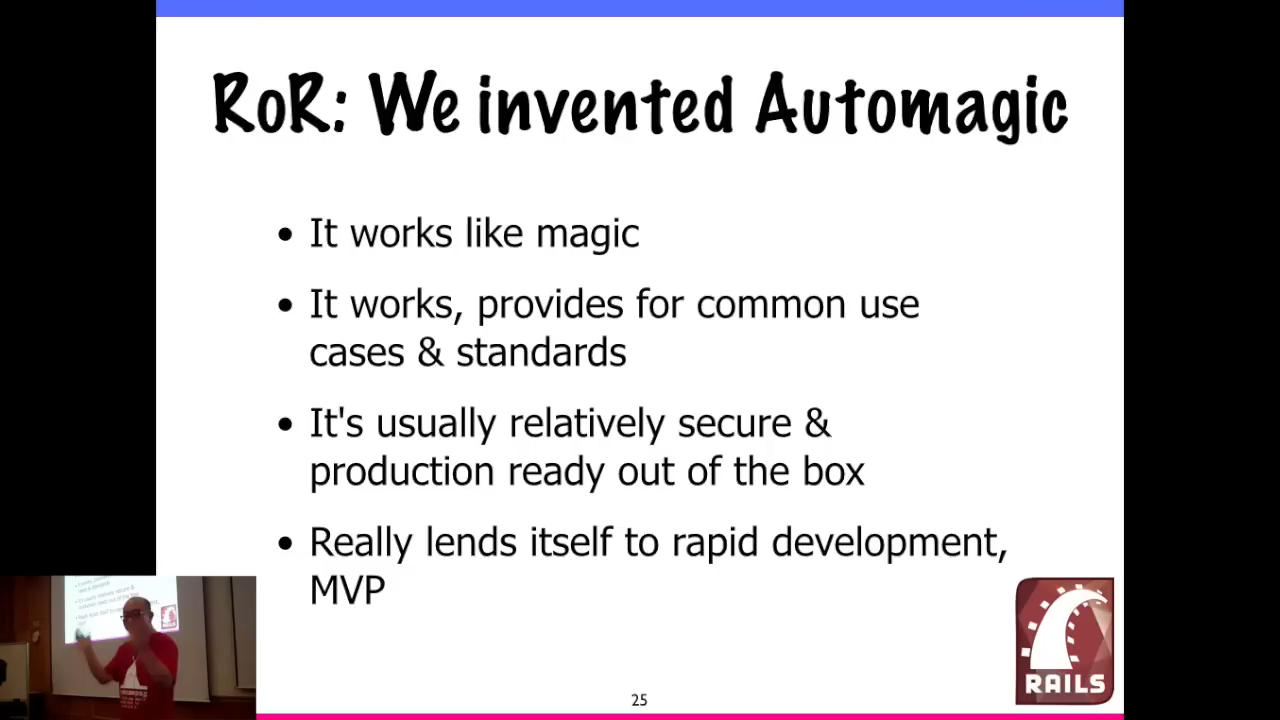 RoR: We invented Automagic
• It works like magic
• It works, provides for common use
cases & standards
• It's usually relatively secure &
production ready out of the box
• Really lends itself to rapid development,
MVP
RAILS
25